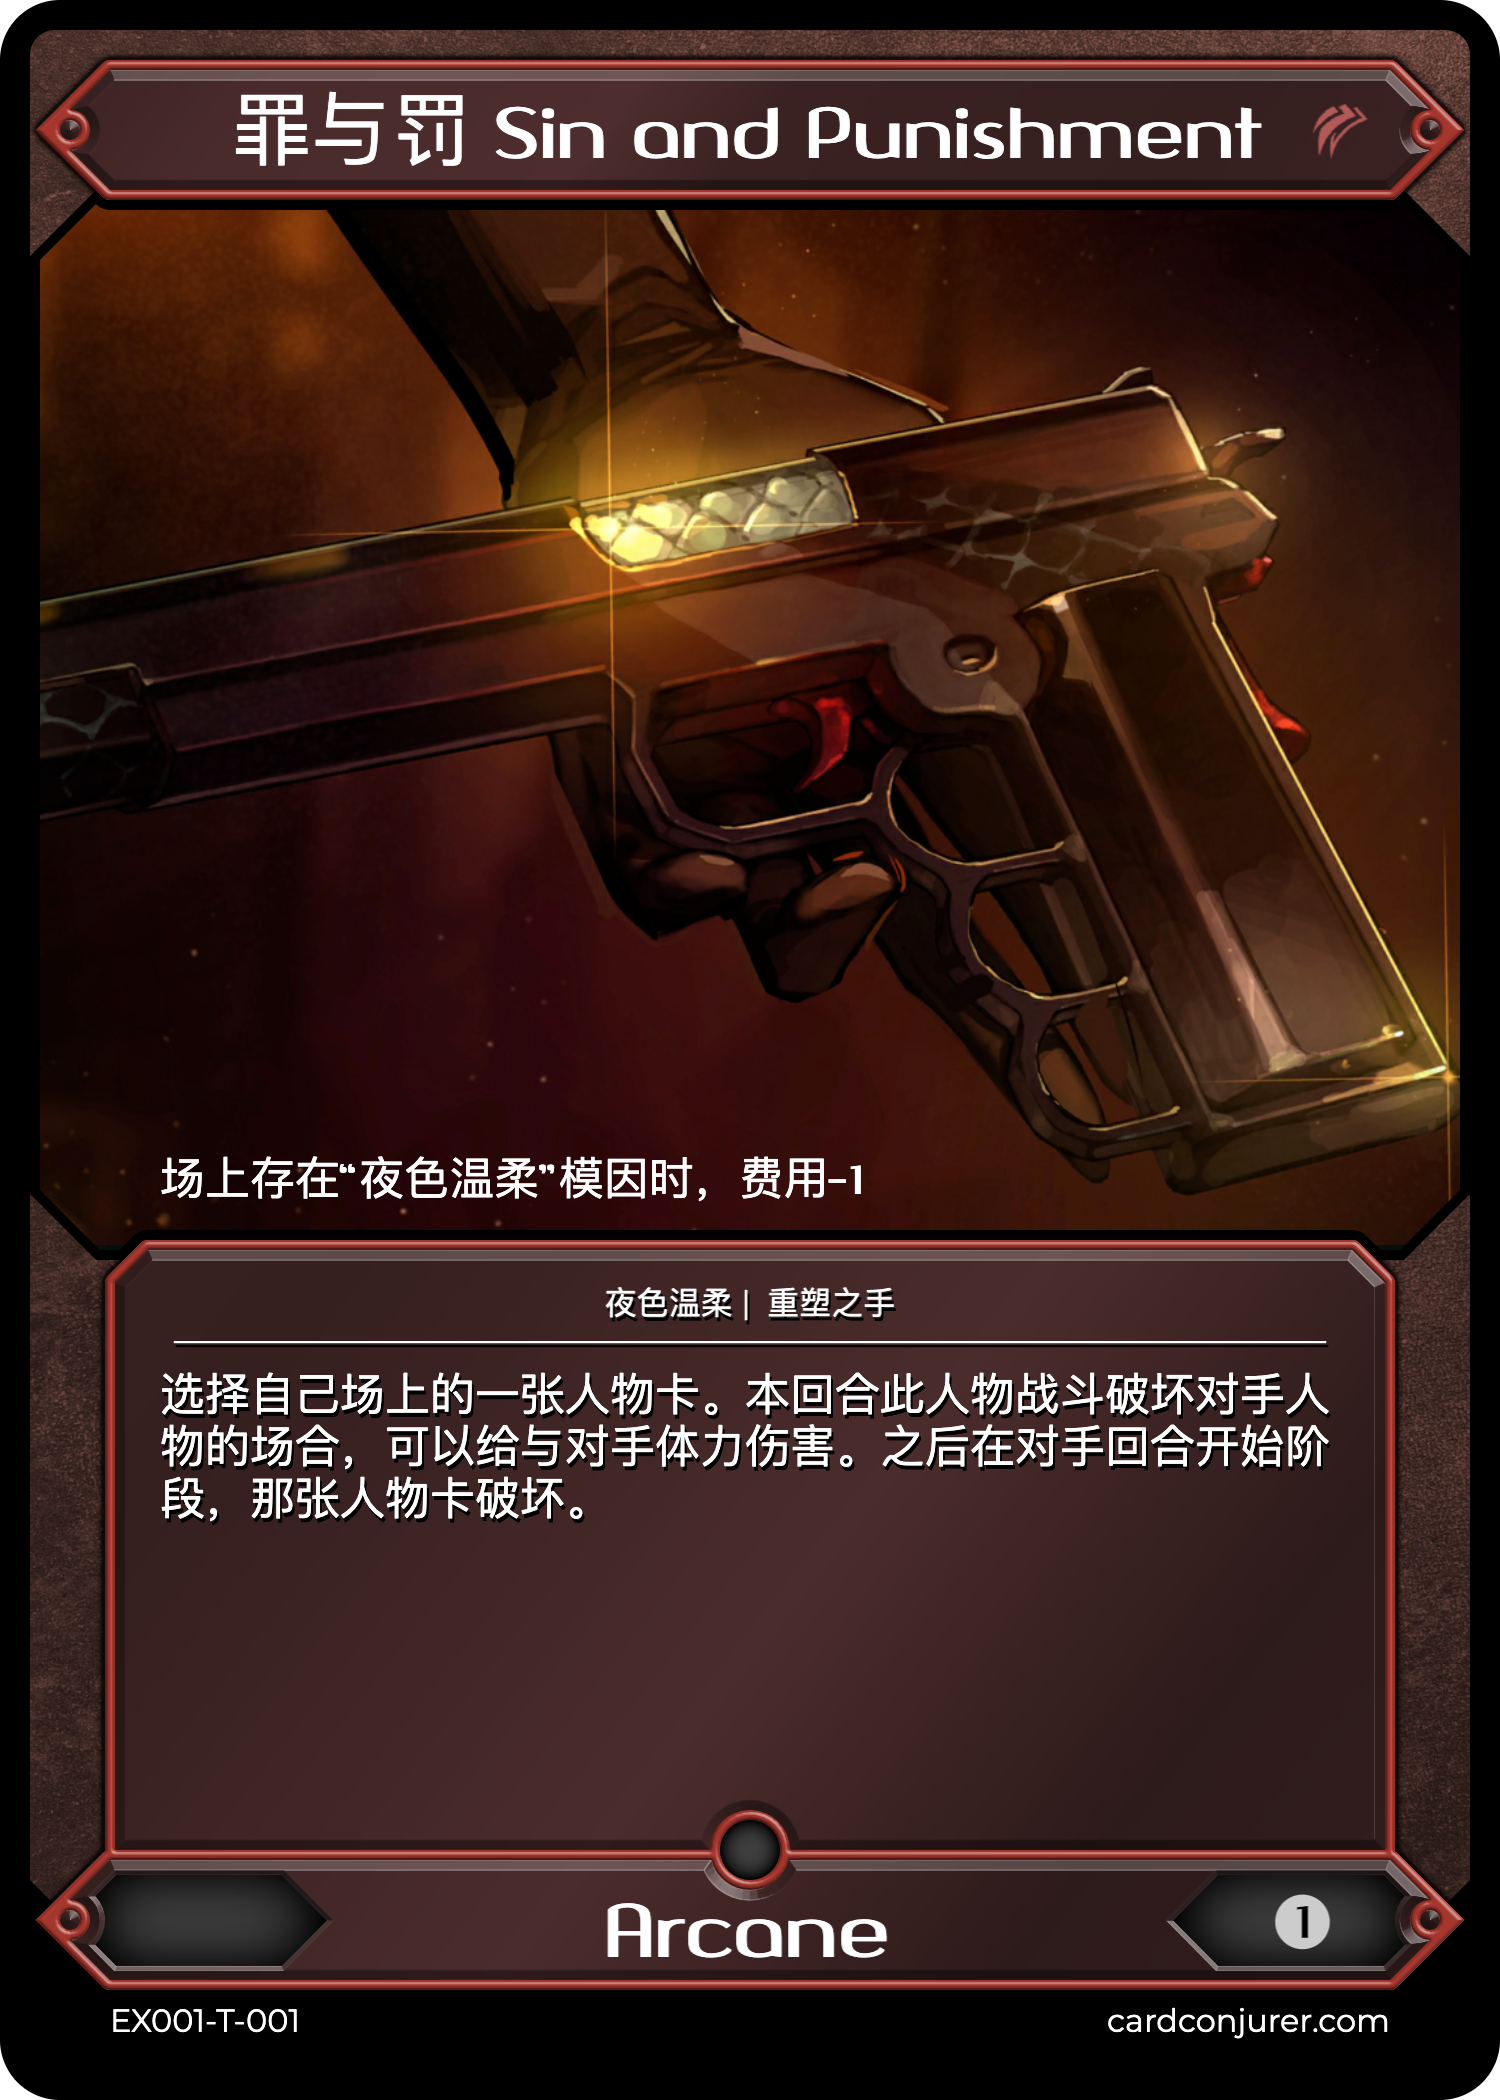 罪与罚 Sin and Punishment
场上存在“夜色温柔”模因时，费用-1
夜色温柔 | 重塑之手
选择自己场上的一张人物卡。本回合此人物战斗破坏对手人
物的场合，可以给与对手体力伤害。之后在对手回合开始阶
段，那张人物卡破坏。
Arcane
1
EX001-T-001
cardconjurer.com